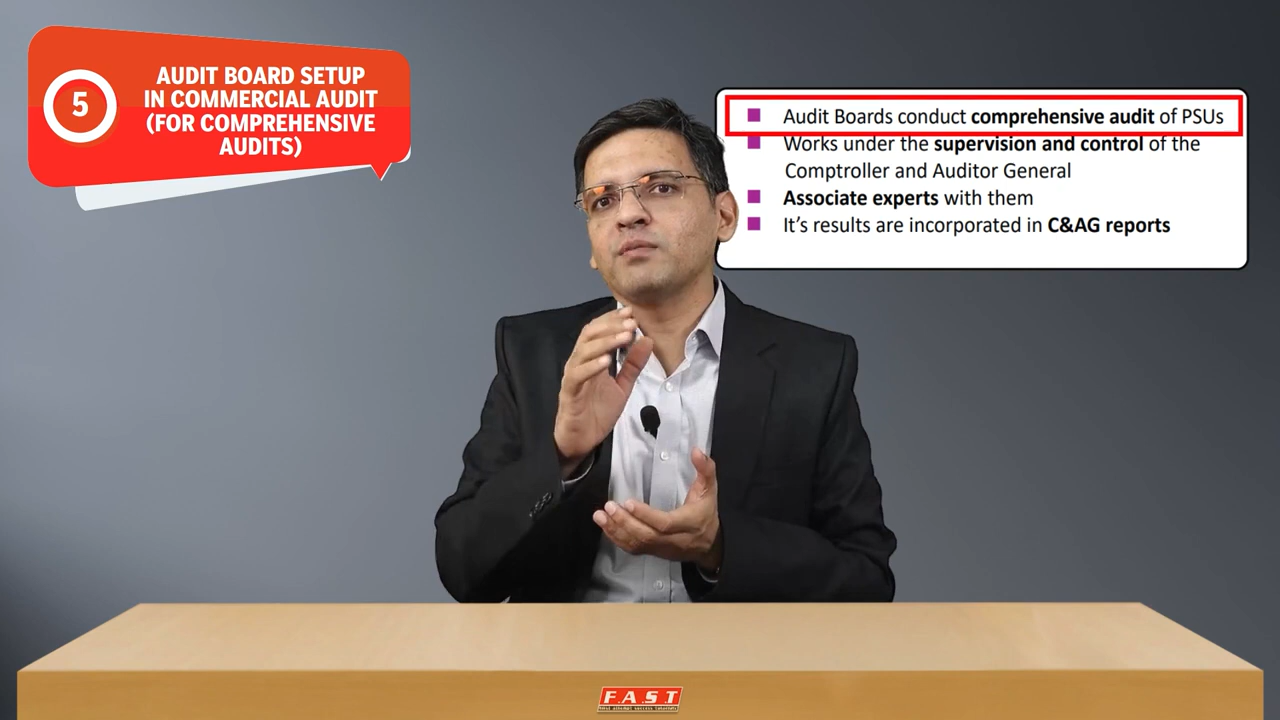 5
AUDIT BOARD SETUP
IN COMMERCIAL AUDIT
(FOR COMPREHENSIVE
AUDITS)
Audit Boards conduct comprehensive audit of PSUs
Works under the supervision and control of the
Comptroller and Auditor General
Associate experts with them
It's results are incorporated in C&AG reports
F.A.S.T